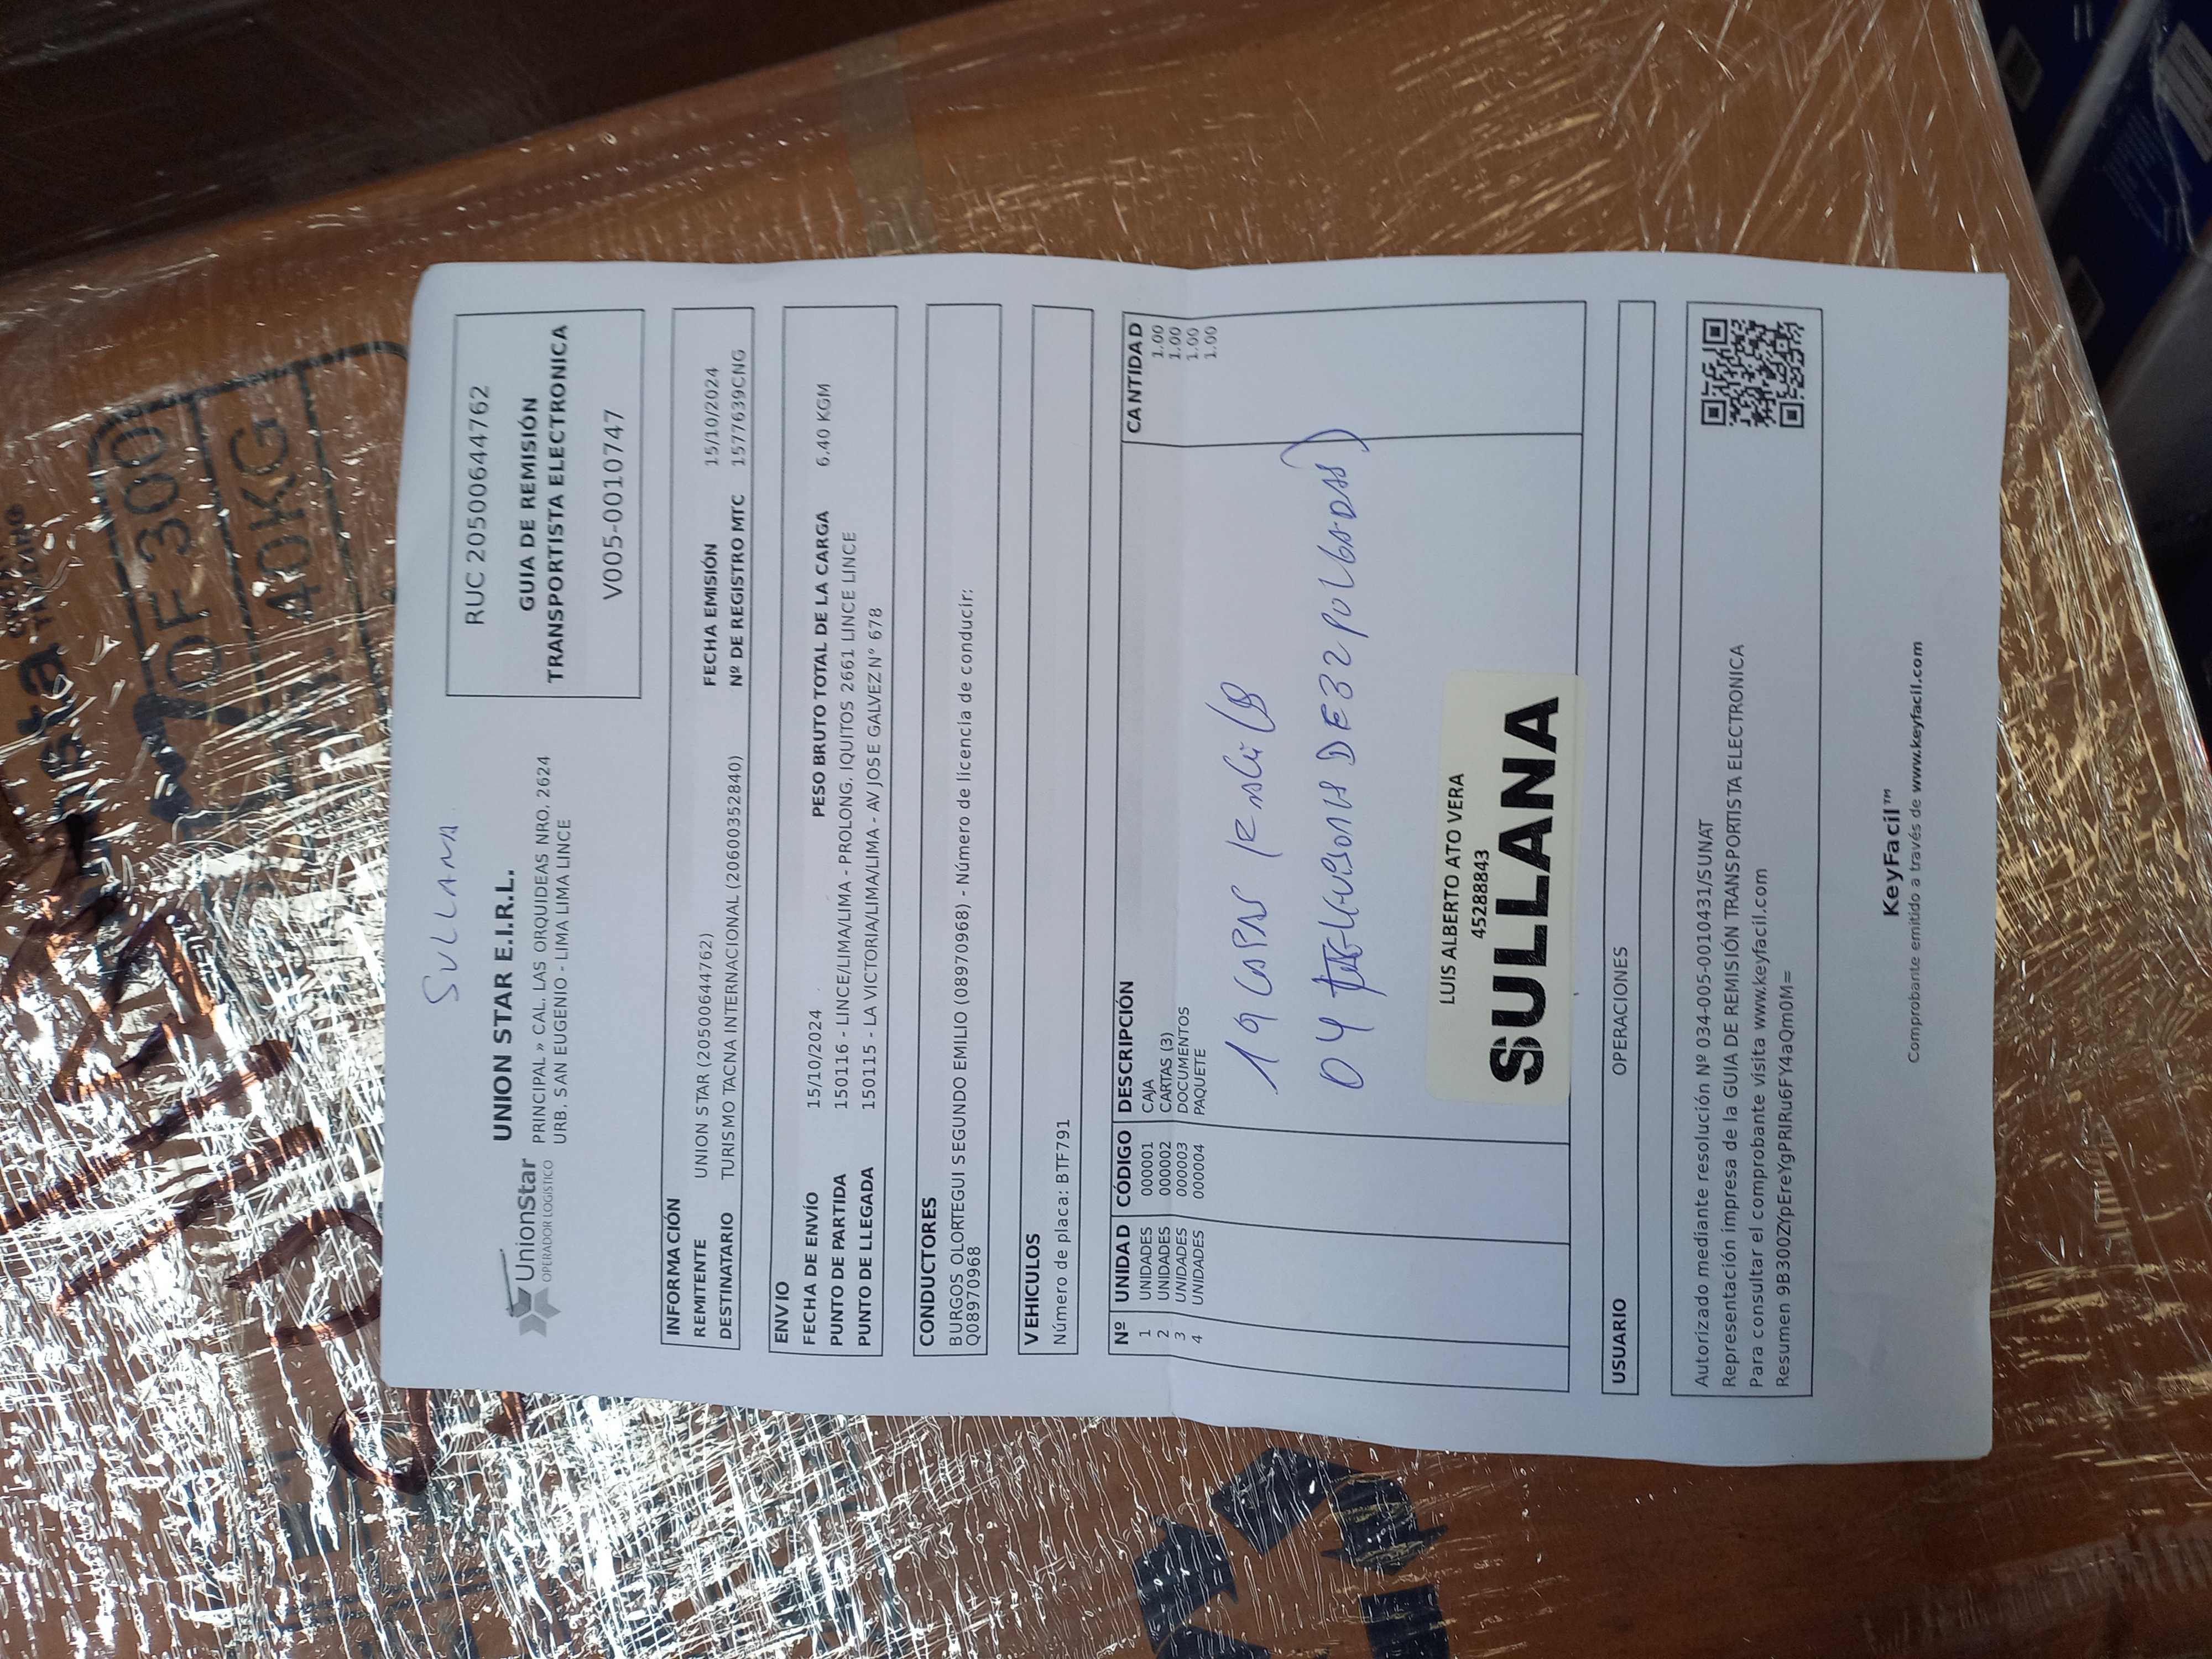 SULLANA
UnionStar
OPERADOR LOGISTICO
UNION STAR E.I.R.L.
PRINCIPAL » CAL. LAS ORQUIDEAS NRO. 2624
URB. SAN EUGENIO - LIMA LIMA LINCE
RUC 20500644762
GUIA DE REMISIÓN
TRANSPORTISTA ELECTRONICA
V005-0010747
INFORMACIÓN
REMITENTE UNION STAR (20500644762) FECHA EMISIÓN 15/10/2024
DESTINATARIO TURISMO TACNA INTERNACIONAL (20600352840) Nº DE REGISTRO MTC 1577639CNG
ENVIO
FECHA DE ENVÍO 15/10/2024 PESO BRUTO TOTAL DE LA CARGA 6.40 KGM
PUNTO DE PARTIDA 150116 - LINCE/LIMA/LIMA - PROLONG. IQUITOS 2661 LINCE LINCE
PUNTO DE LLEGADA 150115 - LA VICTORIA/LIMA/LIMA - AV JOSE GALVEZ N° 678
CONDUCTORES
BURGOS OLORTEGUI SEGUNDO EMILIO (08970968) - Número de licencia de conducir:
Q08970968
VEHICULOS
Número de placa: BTF791
Nº UNIDAD CÓDIGO DESCRIPCIÓN CANTIDAD
1 UNIDADES 000001 CAJA 1.00
2 UNIDADES 000002 CARTAS (3) 1.00
3 UNIDADES 000003 DOCUMENTOS 1.00
4 UNIDADES 000004 PAQUETE 1.00
19
04 DE 32 PULGADAS)
LUIS ALBERTO ATO VERA
45288843
SULLANA
USUARIO OPERACIONES
Autorizado mediante resolución Nº 034-005-0010431/SUNAT
Representación impresa de la GUIA DE REMISIÓN TRANSPORTISTA ELECTRONICA
Para consultar el comprobante visita www.keyfacil.com
Resumen 9B300ZYpEreYgPRIRu6FY4aQm0M=
KeyFacil™
Comprobante emitido a través de www.keyfacil.com
OF 300
40KG